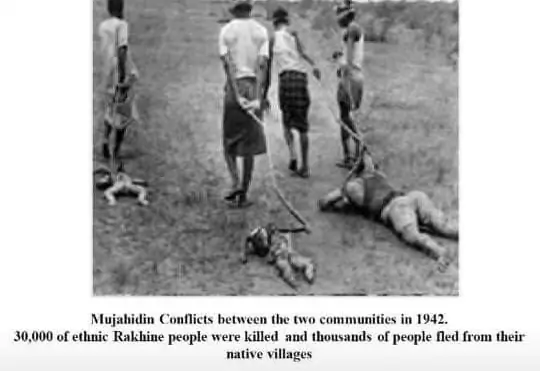 Mujahidin Conflicts between the two communities in 1942.
30,000 of ethnic Rakhine people were killed and thousands of people fled from their
native villages